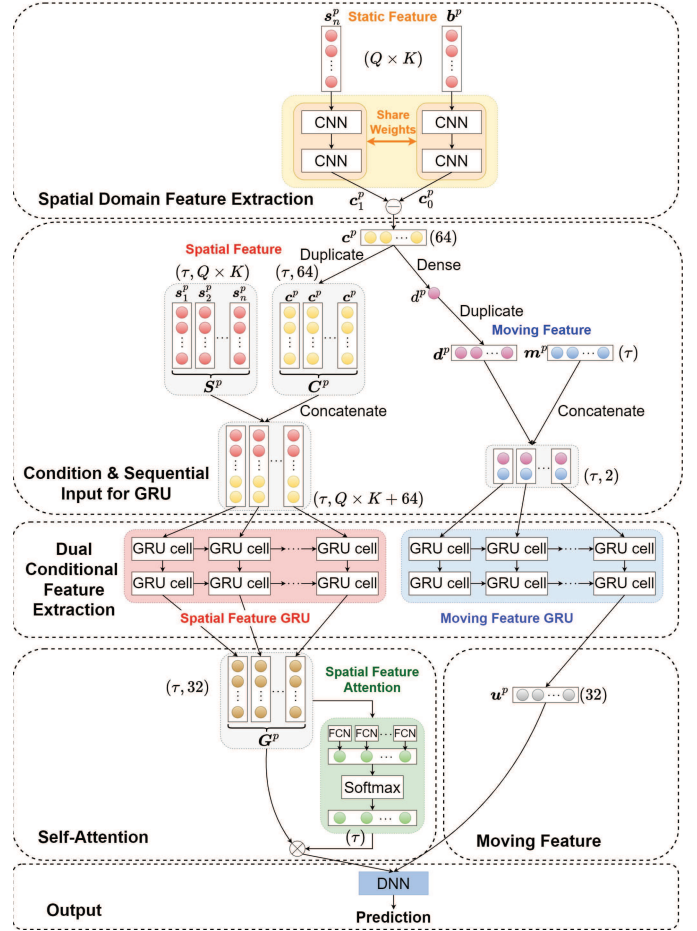 s_n^p Static Feature b^p
(Q × K)
CNN Share Weights CNN
CNN CNN
c_1^p − c_0^p
Spatial Domain Feature Extraction
c^p ··· (64)
Duplicate Dense
Spatial Feature
(τ, Q × K) (τ, 64)
d^p
Duplicate
s_1^p s_2^p s_n^p c^p c^p c^p
Moving Feature
d^p ··· m^p ··· (τ)
S^p C^p
Concatenate Concatenate
Condition & Sequential
Input for GRU
(τ, 2)
(τ, Q × K + 64)
Dual
Conditional
Feature
Extraction
GRU cell GRU cell ··· GRU cell GRU cell GRU cell ··· GRU cell
GRU cell GRU cell ··· GRU cell GRU cell GRU cell ··· GRU cell
Spatial Feature GRU Moving Feature GRU
(τ, 32)
Spatial Feature
Attention
u^p ··· (32)
FCN FCN ··· FCN
G^p
Softmax
(τ)
Self-Attention Moving Feature
⊗
DNN
Output
Prediction